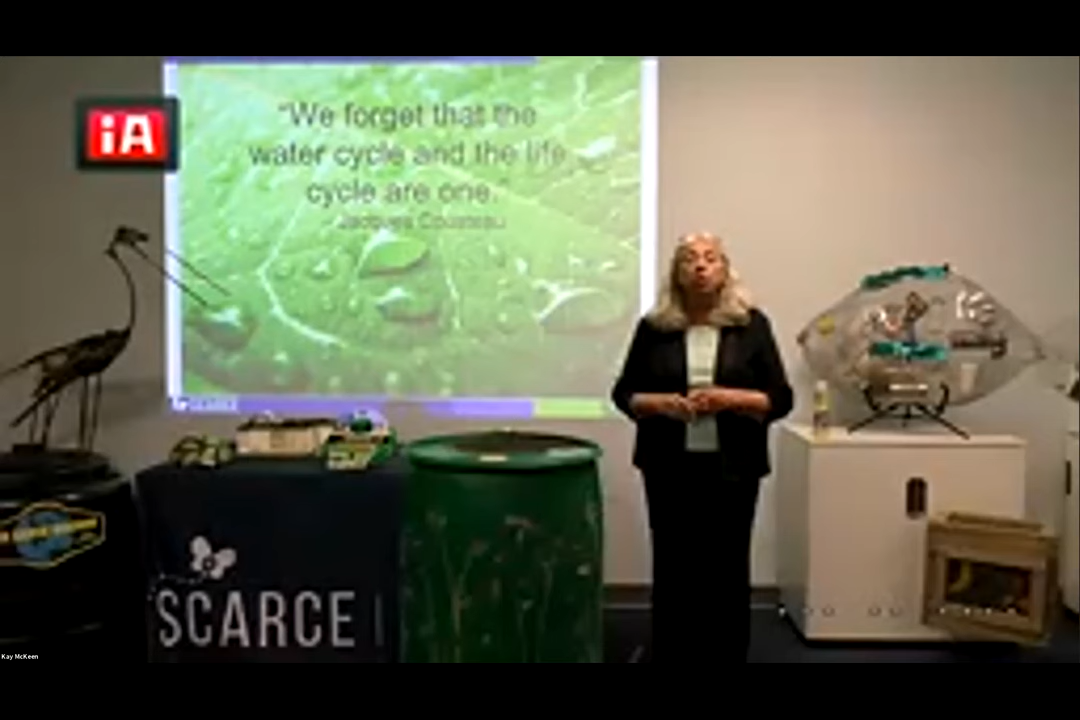 iA
"We forget that the
water cycle and the life
cycle are one."
Jacques Cousteau
SCARCE
Kay McKeen